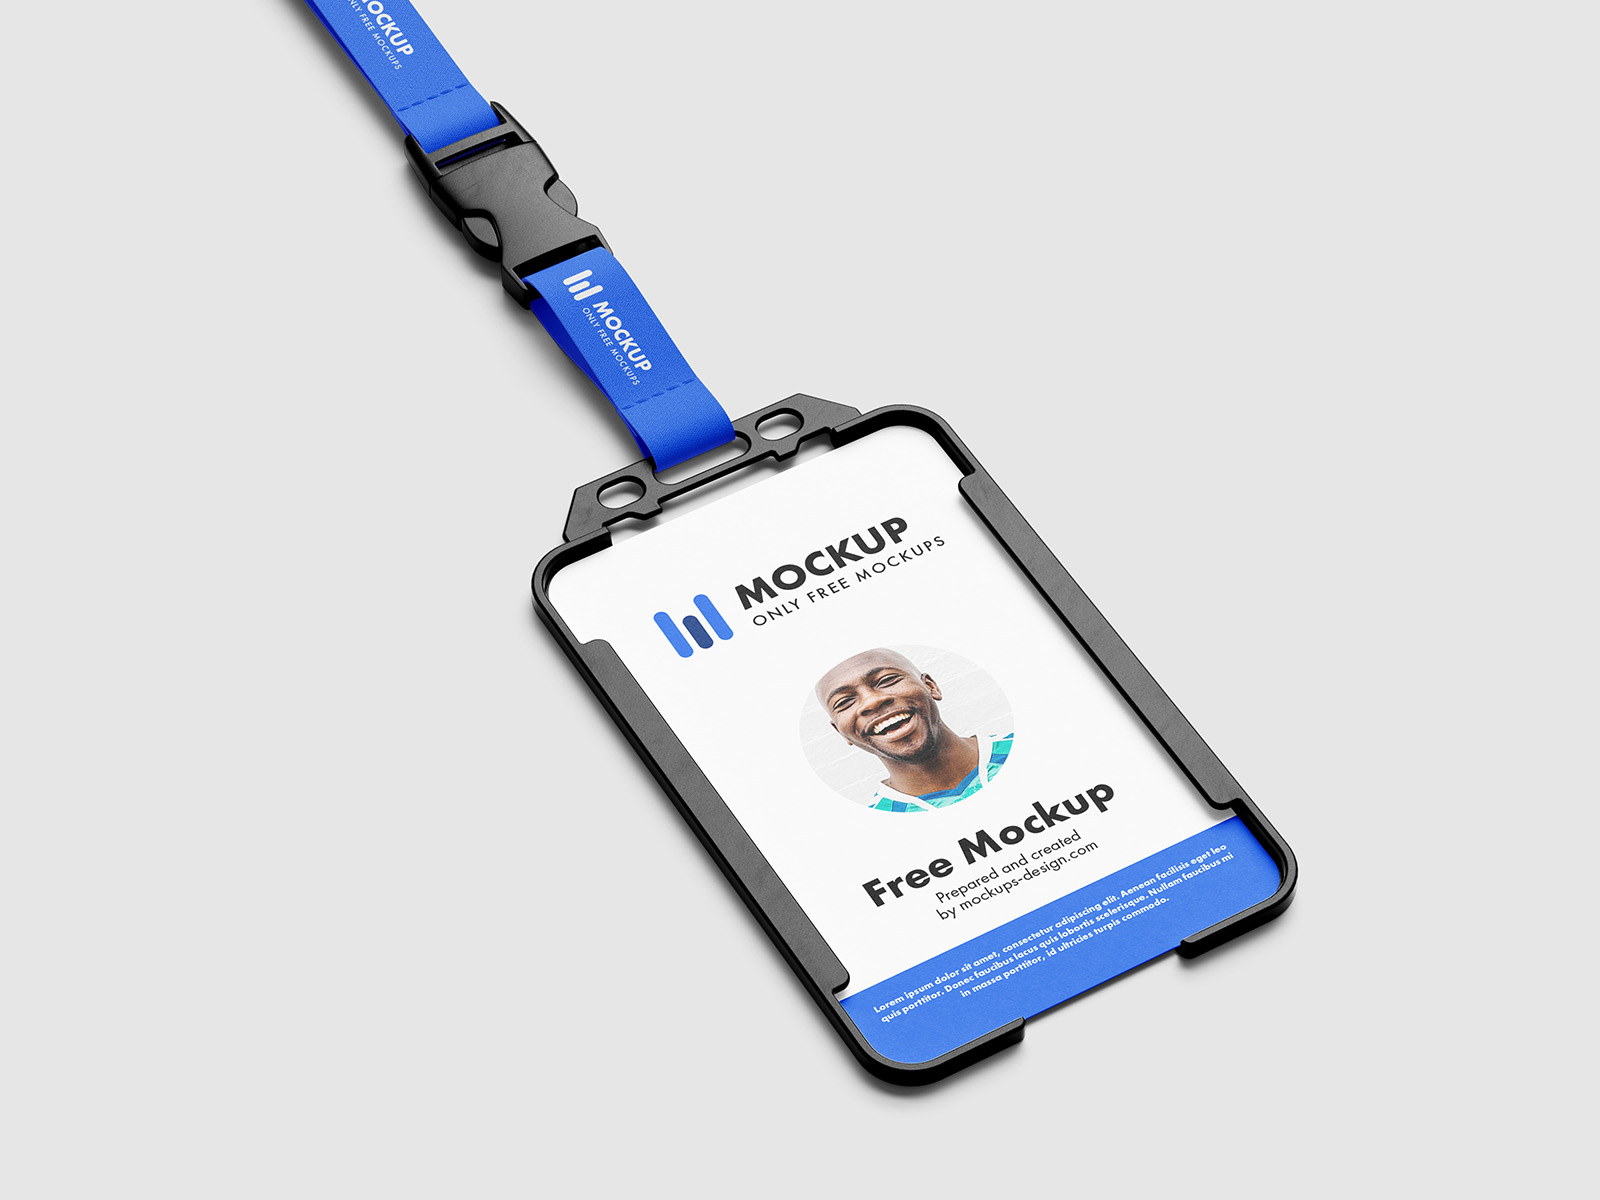 OCKUP
NLY FREE MOCKUPS
MOCKUP
ONLY FREE MOCKUPS
MOCKUP
ONLY FREE MOCKUPS
Free Mockup
Prepared and created
by mockups-design.com
Lorem ipsum dolor sit amet, consectetur adipiscing elit. Aenean facilisis eget leo
quis porttitor. Donec faucibus lacus quis lobortis scelerisque. Nullam faucibus mi
in massa porttitor, id ultricies turpis commodo.